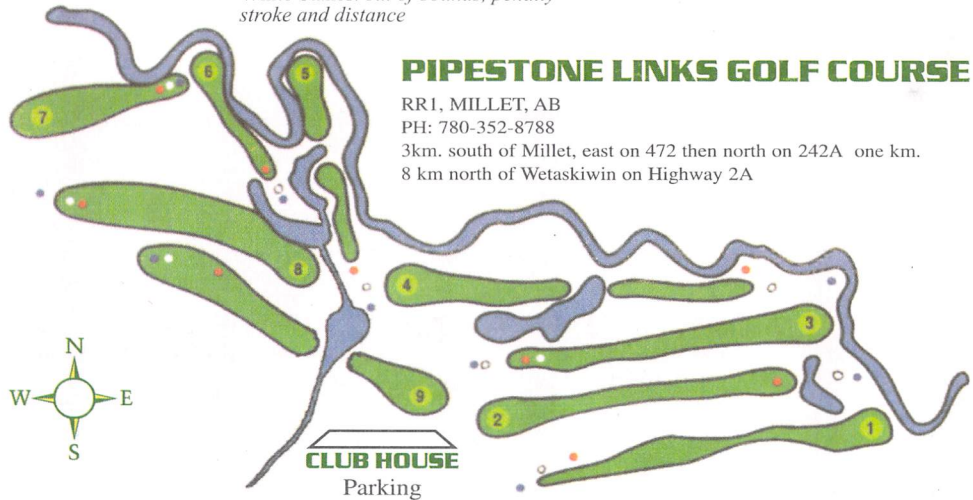 stroke and distance
PIPESTONE LINKS GOLF COURSE
RR1, MILLET, AB
PH: 780-352-8788
3km. south of Millet, east on 472 then north on 242A one km.
8 km north of Wetaskiwin on Highway 2A
6
5
7
8
4
3
9
2
1
N
W
E
S
CLUB HOUSE
Parking